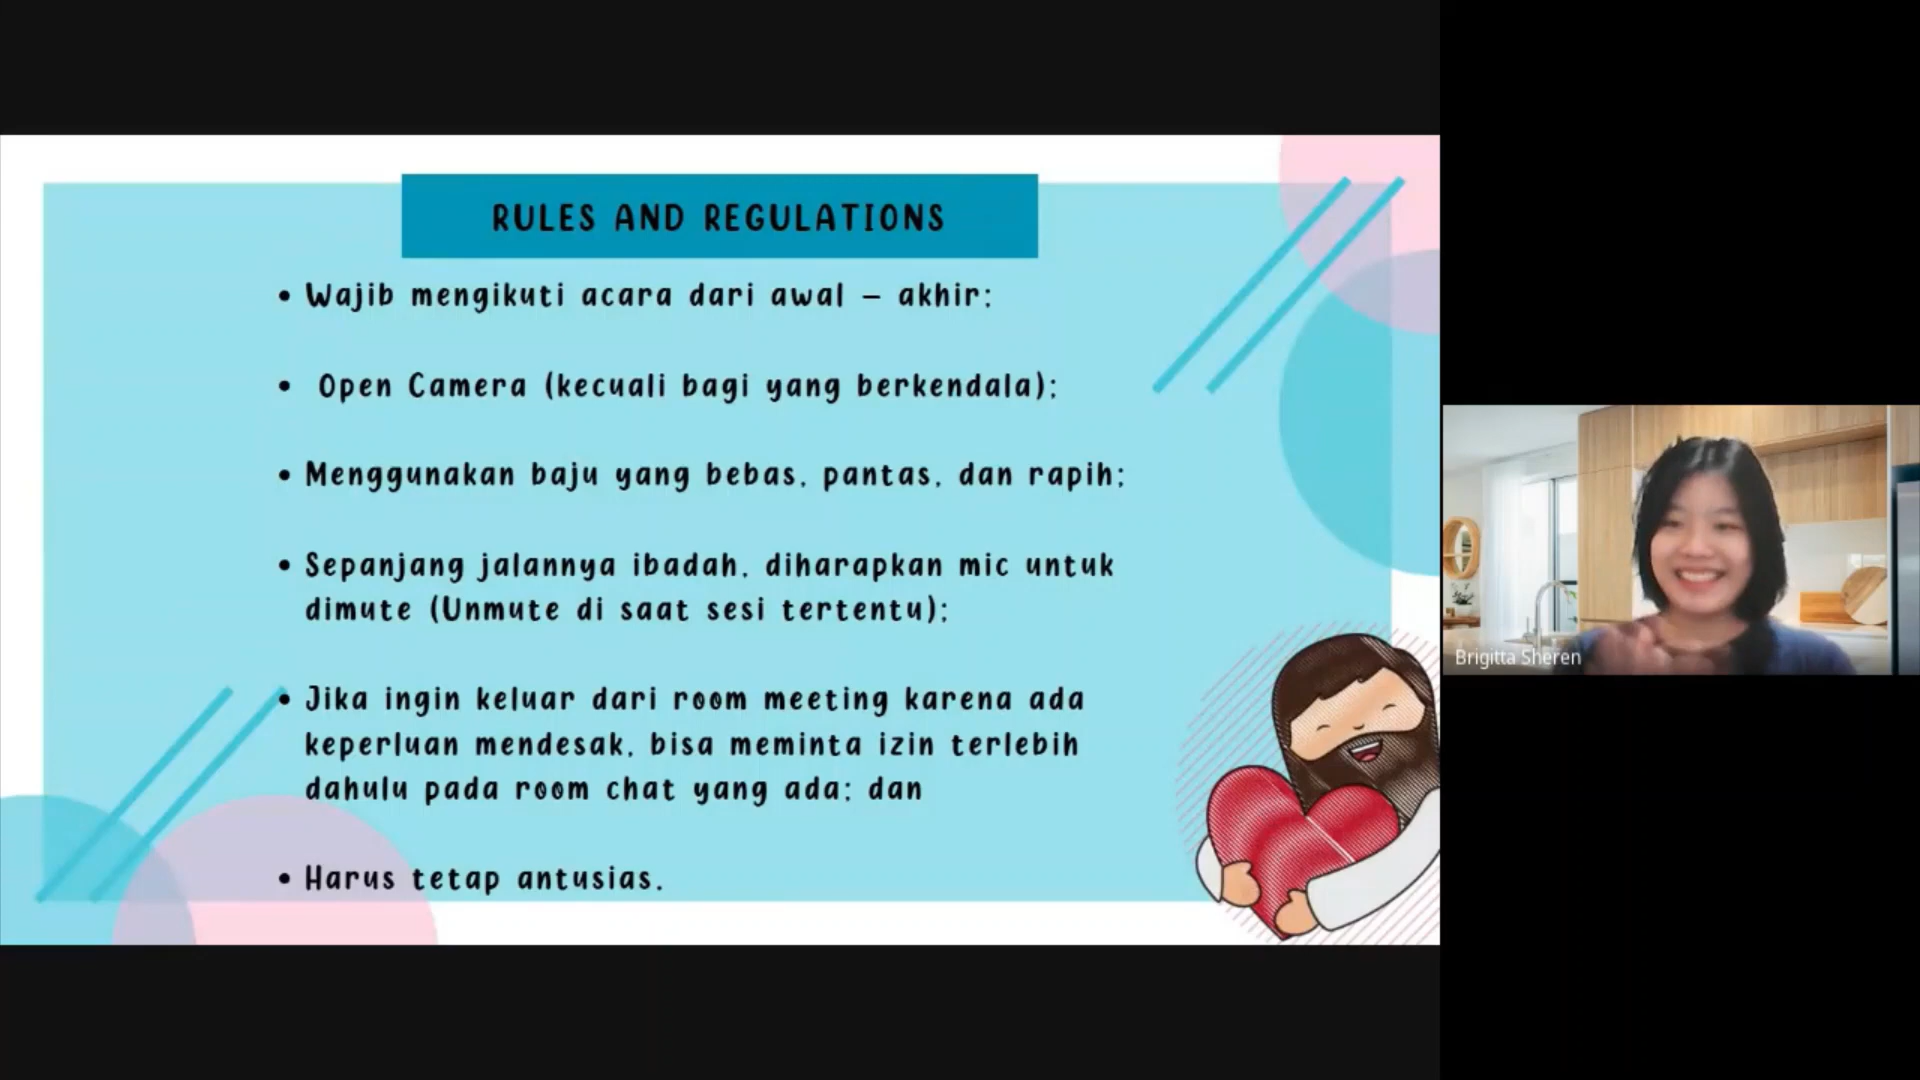 RULES AND REGULATIONS
• Wajib mengikuti acara dari awal – akhir;
• Open Camera (kecuali bagi yang berkendala);
• Menggunakan baju yang bebas, pantas, dan rapih;
• Sepanjang jalannya ibadah, diharapkan mic untuk
dimute (Unmute di saat sesi tertentu);
• Jika ingin keluar dari room meeting karena ada
keperluan mendesak, bisa meminta izin terlebih
dahulu pada room chat yang ada; dan
• Harus tetap antusias.
Brigitta Sheren